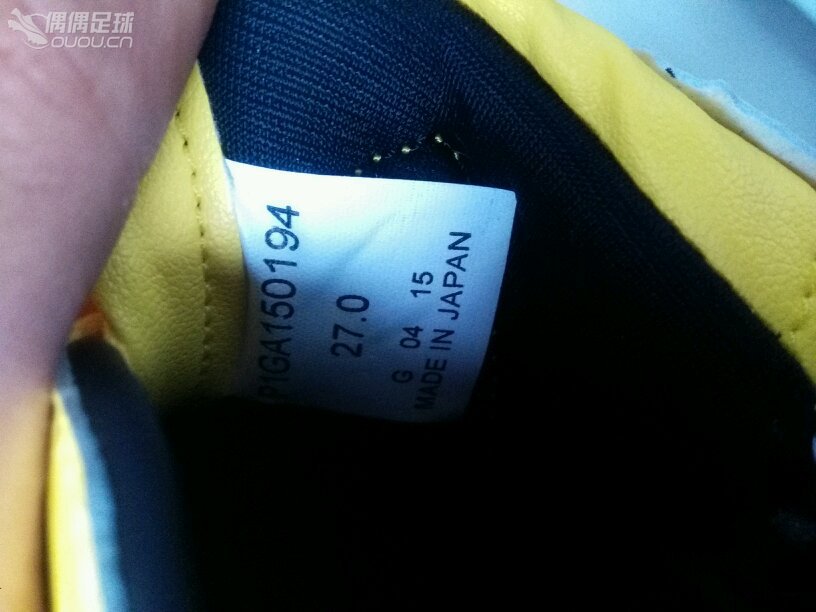 偶偶足球
OUOU.CN
P1GA150194
27.0
G 04 15
MADE IN JAPAN